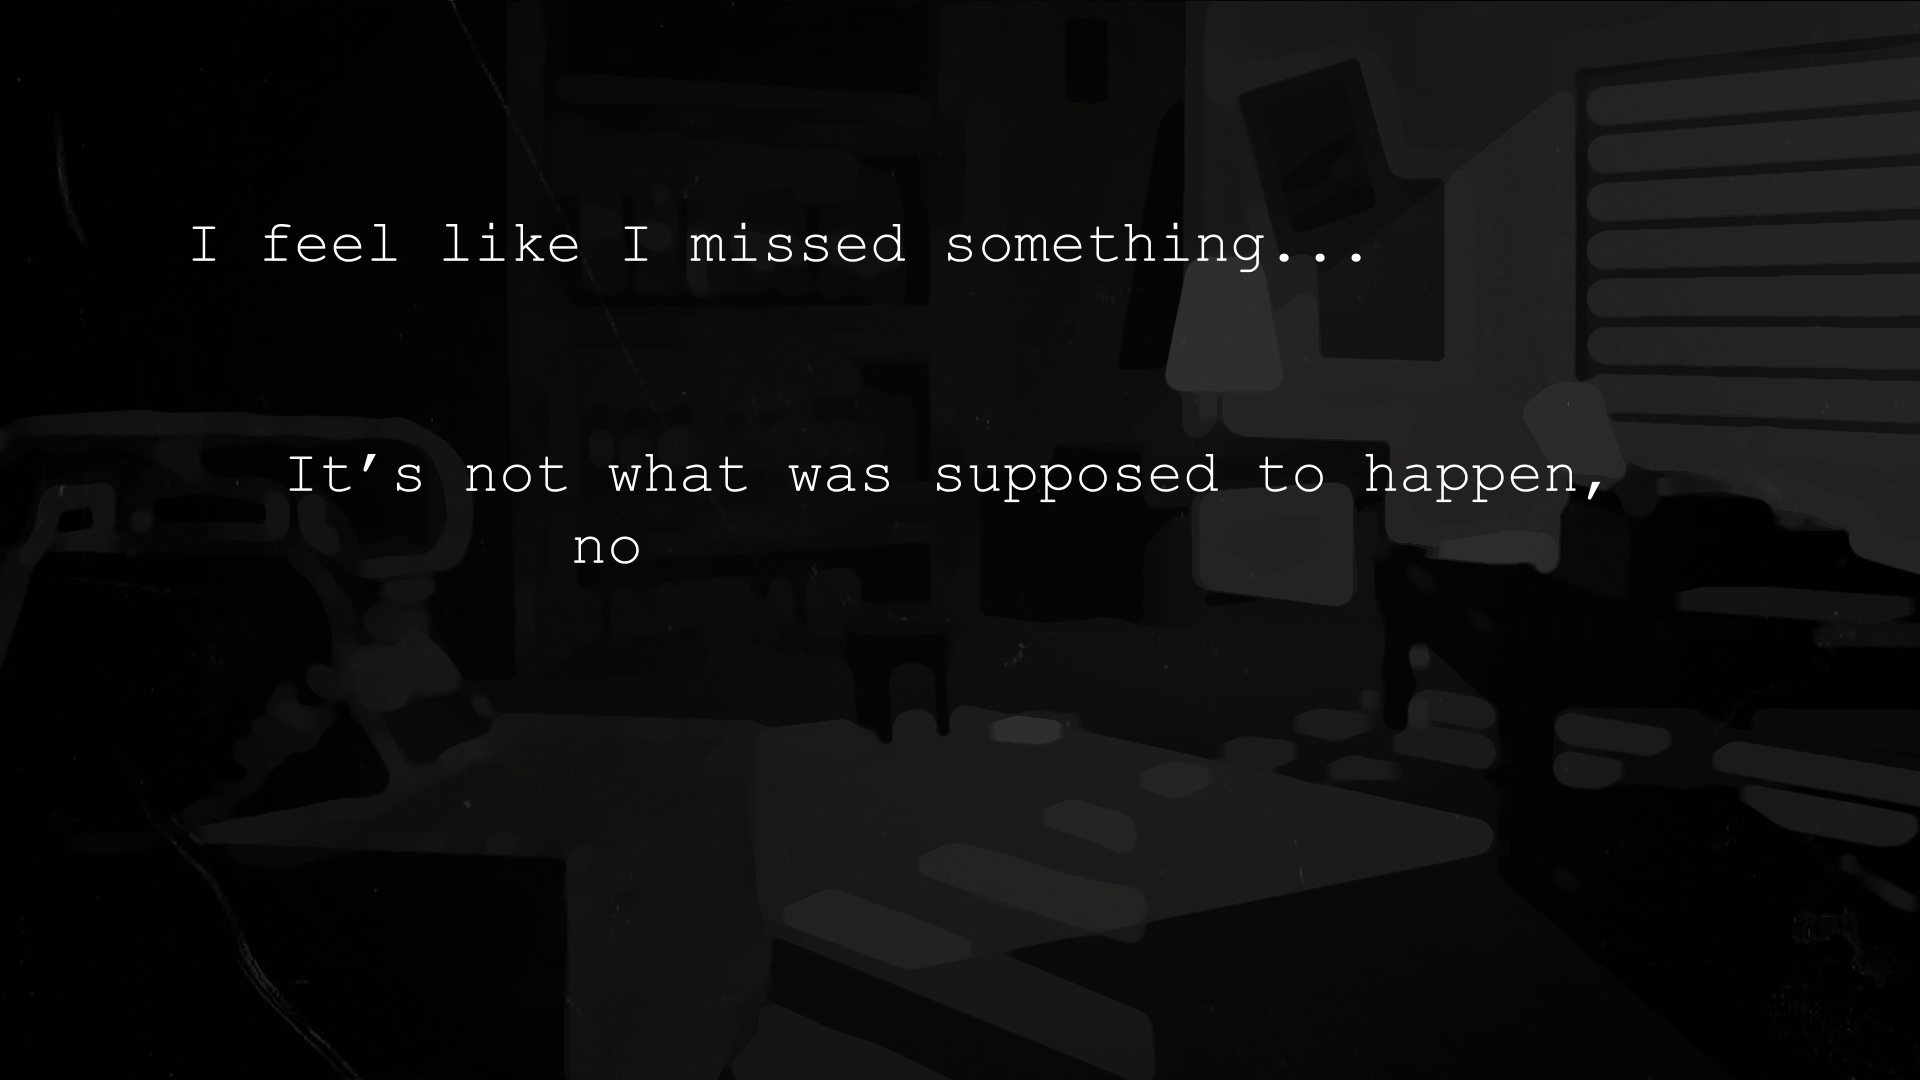 I feel like I missed something...
It’s not what was supposed to happen,
no